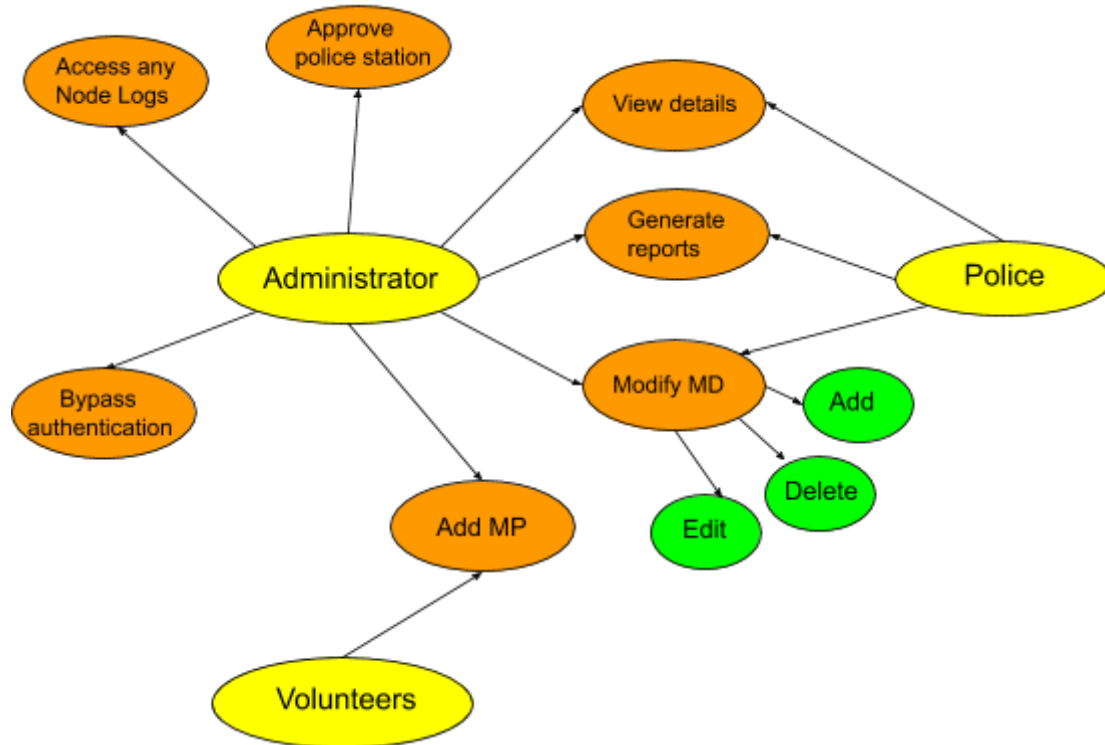 Approve
police station
Access any
Node Logs
View details
Generate
reports
Administrator
Police
Modify MD
Add
Bypass
authentication
Delete
Add MP
Edit
Volunteers